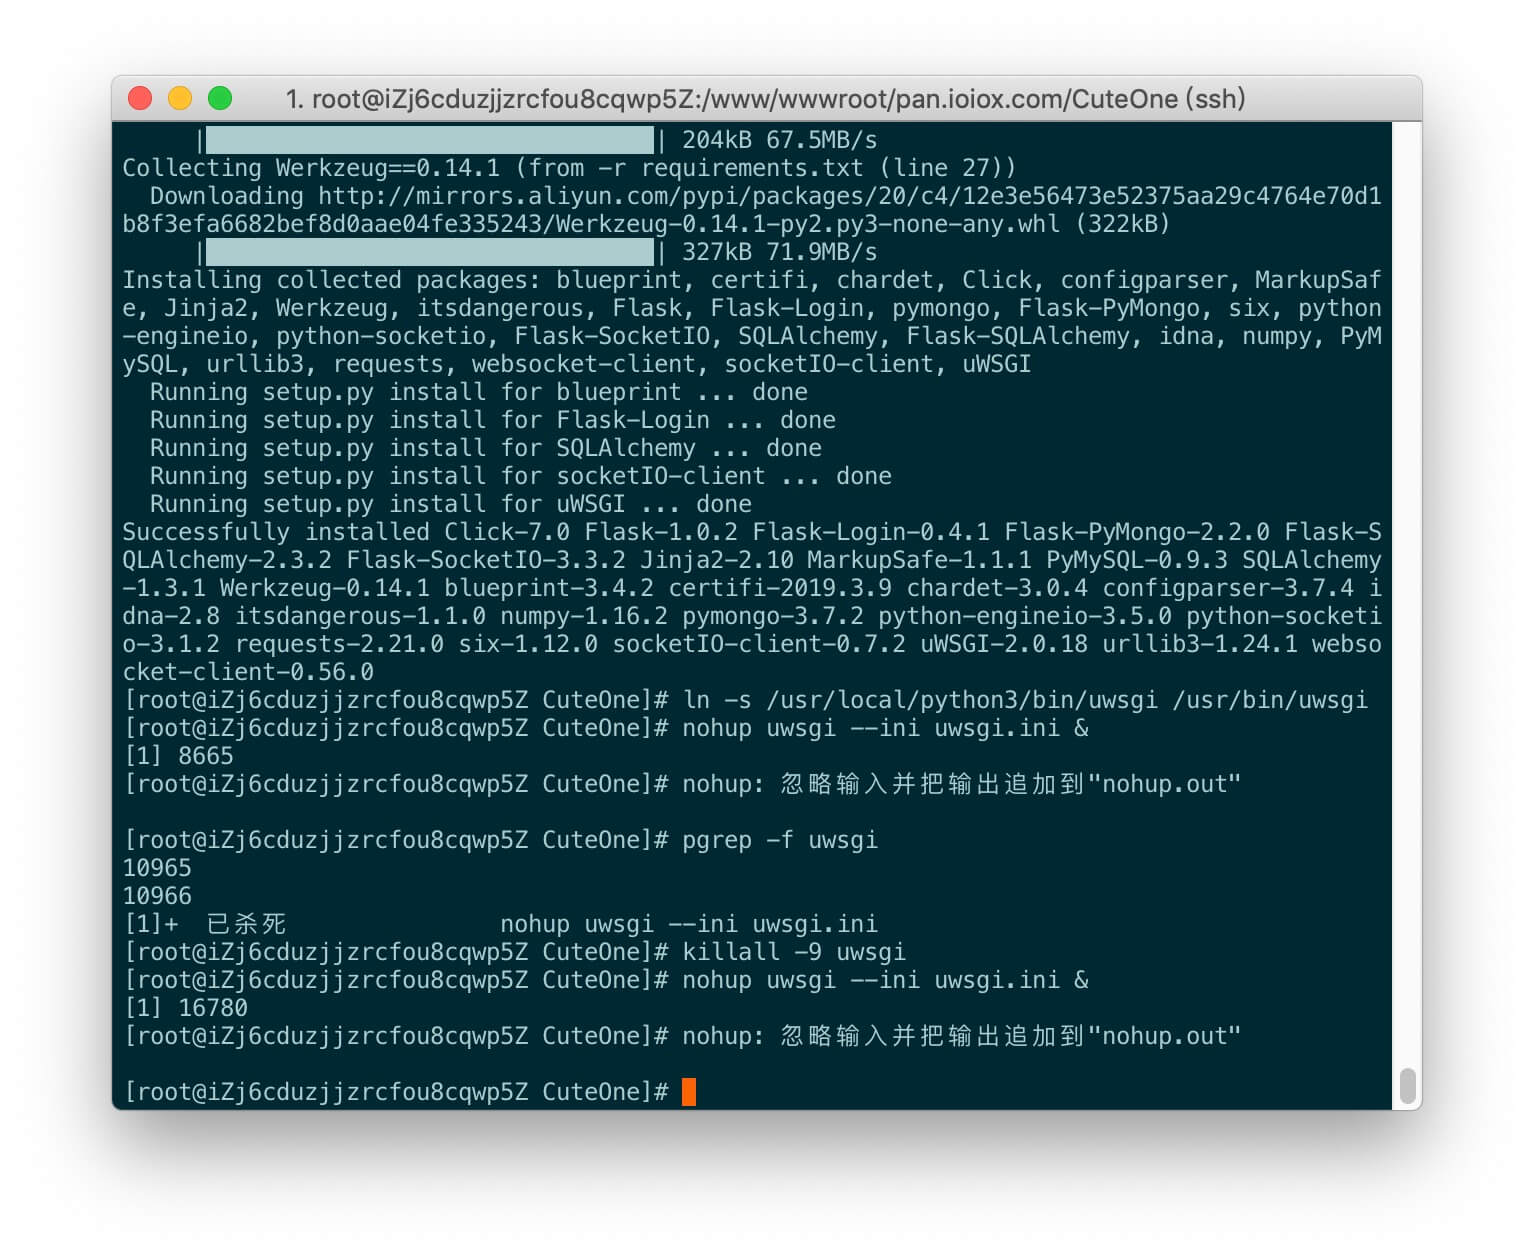 1. root@iZj6cduzjjzrcfou8cqwp5Z:/www/wwwroot/pan.ioiox.com/CuteOne (ssh)
|                                | 204kB 67.5MB/s
Collecting Werkzeug==0.14.1 (from -r requirements.txt (line 27))
  Downloading http://mirrors.aliyun.com/pypi/packages/20/c4/12e3e56473e52375aa29c4764e70d1
b8f3efa6682bef8d0aae04fe335243/Werkzeug-0.14.1-py2.py3-none-any.whl (322kB)
|                                | 327kB 71.9MB/s
Installing collected packages: blueprint, certifi, chardet, Click, configparser, MarkupSaf
e, Jinja2, Werkzeug, itsdangerous, Flask, Flask-Login, pymongo, Flask-PyMongo, six, python
-engineio, python-socketio, Flask-SocketIO, SQLAlchemy, Flask-SQLAlchemy, idna, numpy, PyM
ySQL, urllib3, requests, websocket-client, socketIO-client, uWSGI
  Running setup.py install for blueprint ... done
  Running setup.py install for Flask-Login ... done
  Running setup.py install for SQLAlchemy ... done
  Running setup.py install for socketIO-client ... done
  Running setup.py install for uWSGI ... done
Successfully installed Click-7.0 Flask-1.0.2 Flask-Login-0.4.1 Flask-PyMongo-2.2.0 Flask-S
QLAlchemy-2.3.2 Flask-SocketIO-3.3.2 Jinja2-2.10 MarkupSafe-1.1.1 PyMySQL-0.9.3 SQLAlchemy
-1.3.1 Werkzeug-0.14.1 blueprint-3.4.2 certifi-2019.3.9 chardet-3.0.4 configparser-3.7.4 i
dna-2.8 itsdangerous-1.1.0 numpy-1.16.2 pymongo-3.7.2 python-engineio-3.5.0 python-socketi
o-3.1.2 requests-2.21.0 six-1.12.0 socketIO-client-0.7.2 uWSGI-2.0.18 urllib3-1.24.1 webso
cket-client-0.56.0
[root@iZj6cduzjjzrcfou8cqwp5Z CuteOne]# ln -s /usr/local/python3/bin/uwsgi /usr/bin/uwsgi
[root@iZj6cduzjjzrcfou8cqwp5Z CuteOne]# nohup uwsgi --ini uwsgi.ini &
[1] 8665
[root@iZj6cduzjjzrcfou8cqwp5Z CuteOne]# nohup: 忽略输入并把输出追加到"nohup.out"
[root@iZj6cduzjjzrcfou8cqwp5Z CuteOne]# pgrep -f uwsgi
10965
10966
[1]+  已杀死               nohup uwsgi --ini uwsgi.ini
[root@iZj6cduzjjzrcfou8cqwp5Z CuteOne]# killall -9 uwsgi
[root@iZj6cduzjjzrcfou8cqwp5Z CuteOne]# nohup uwsgi --ini uwsgi.ini &
[1] 16780
[root@iZj6cduzjjzrcfou8cqwp5Z CuteOne]# nohup: 忽略输入并把输出追加到"nohup.out"
[root@iZj6cduzjjzrcfou8cqwp5Z CuteOne]#